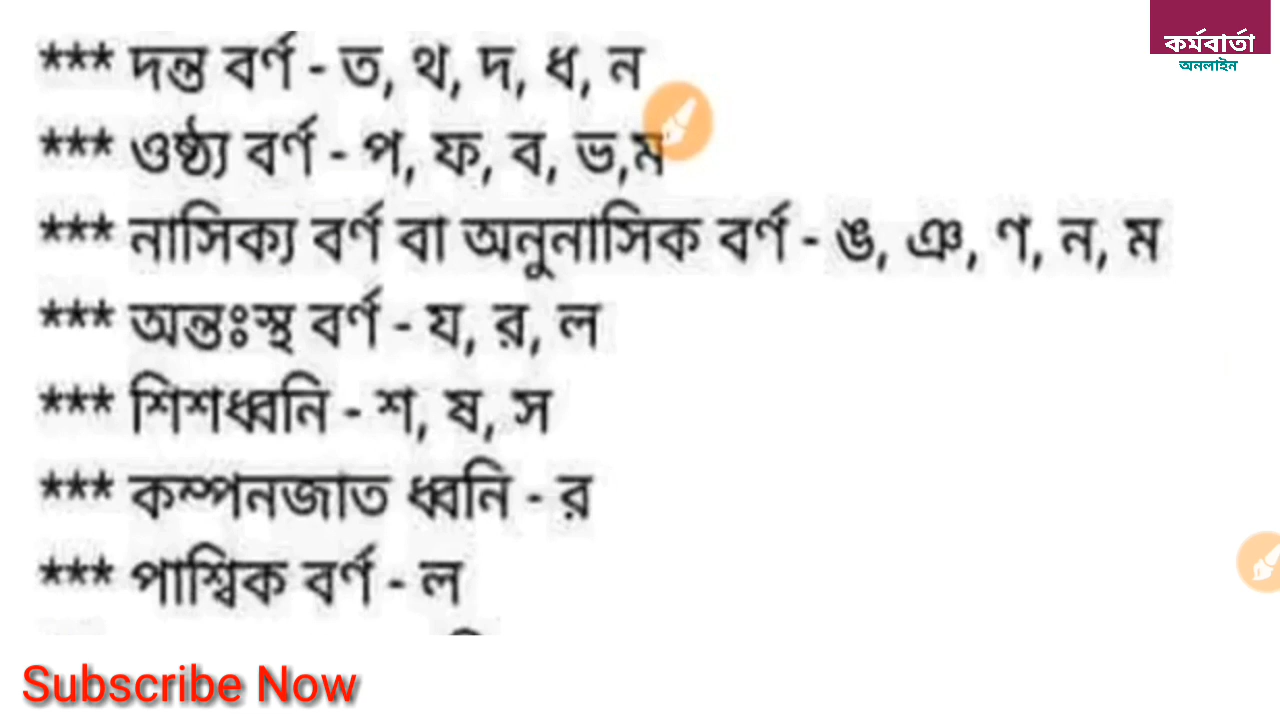 কর্মবার্তা
অনলাইন
*** দন্ত বর্ণ - ত, থ, দ, ধ, ন
*** ওষ্ঠ্য বর্ণ - প, ফ, ব, ভ,ম
*** নাসিক্য বর্ণ বা অনুনাসিক বর্ণ - ঙ, ঞ, ণ, ন, ম
*** অন্তঃস্থ বর্ণ - য, র, ল
*** শিশধ্বনি - শ, ষ, স
*** কম্পনজাত ধ্বনি - র
*** পাশ্বিক বর্ণ - ল
Subscribe Now